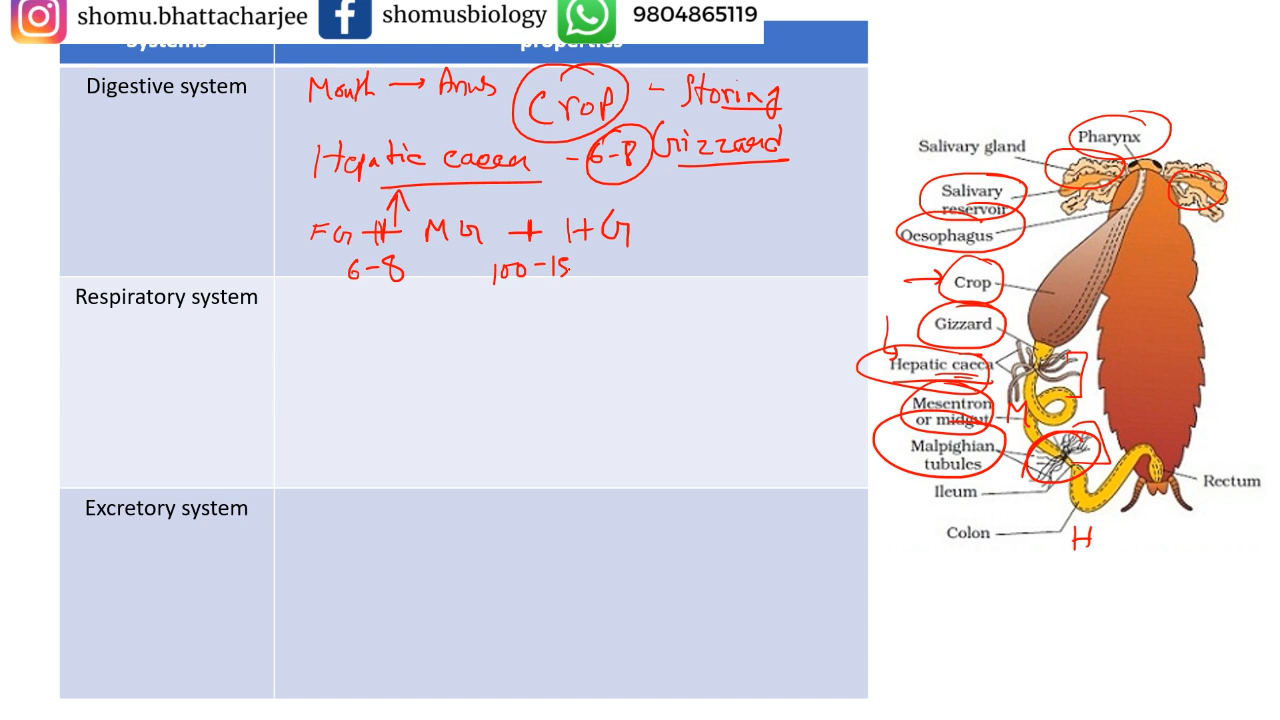 shomu.bhattacharjee shomusbiology 9804865119
Systems properties
Digestive system
Mouth → Anus Crop - Storing
Hepatic caeca - 6-8 Gizzard
FG + MG + HG
6-8 100-15
Respiratory system
Excretory system
Pharynx
Salivary gland
Salivary
reservoir
Oesophagus
Crop
Gizzard
Hepatic caeca
Mesentron
or midgut
M
Malpighian
tubules
Ileum
Rectum
Colon
H